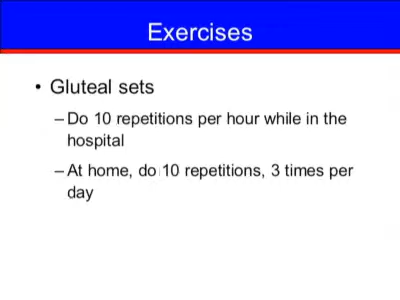 Exercises
• Gluteal sets
– Do 10 repetitions per hour while in the
hospital
– At home, do 10 repetitions, 3 times per
day